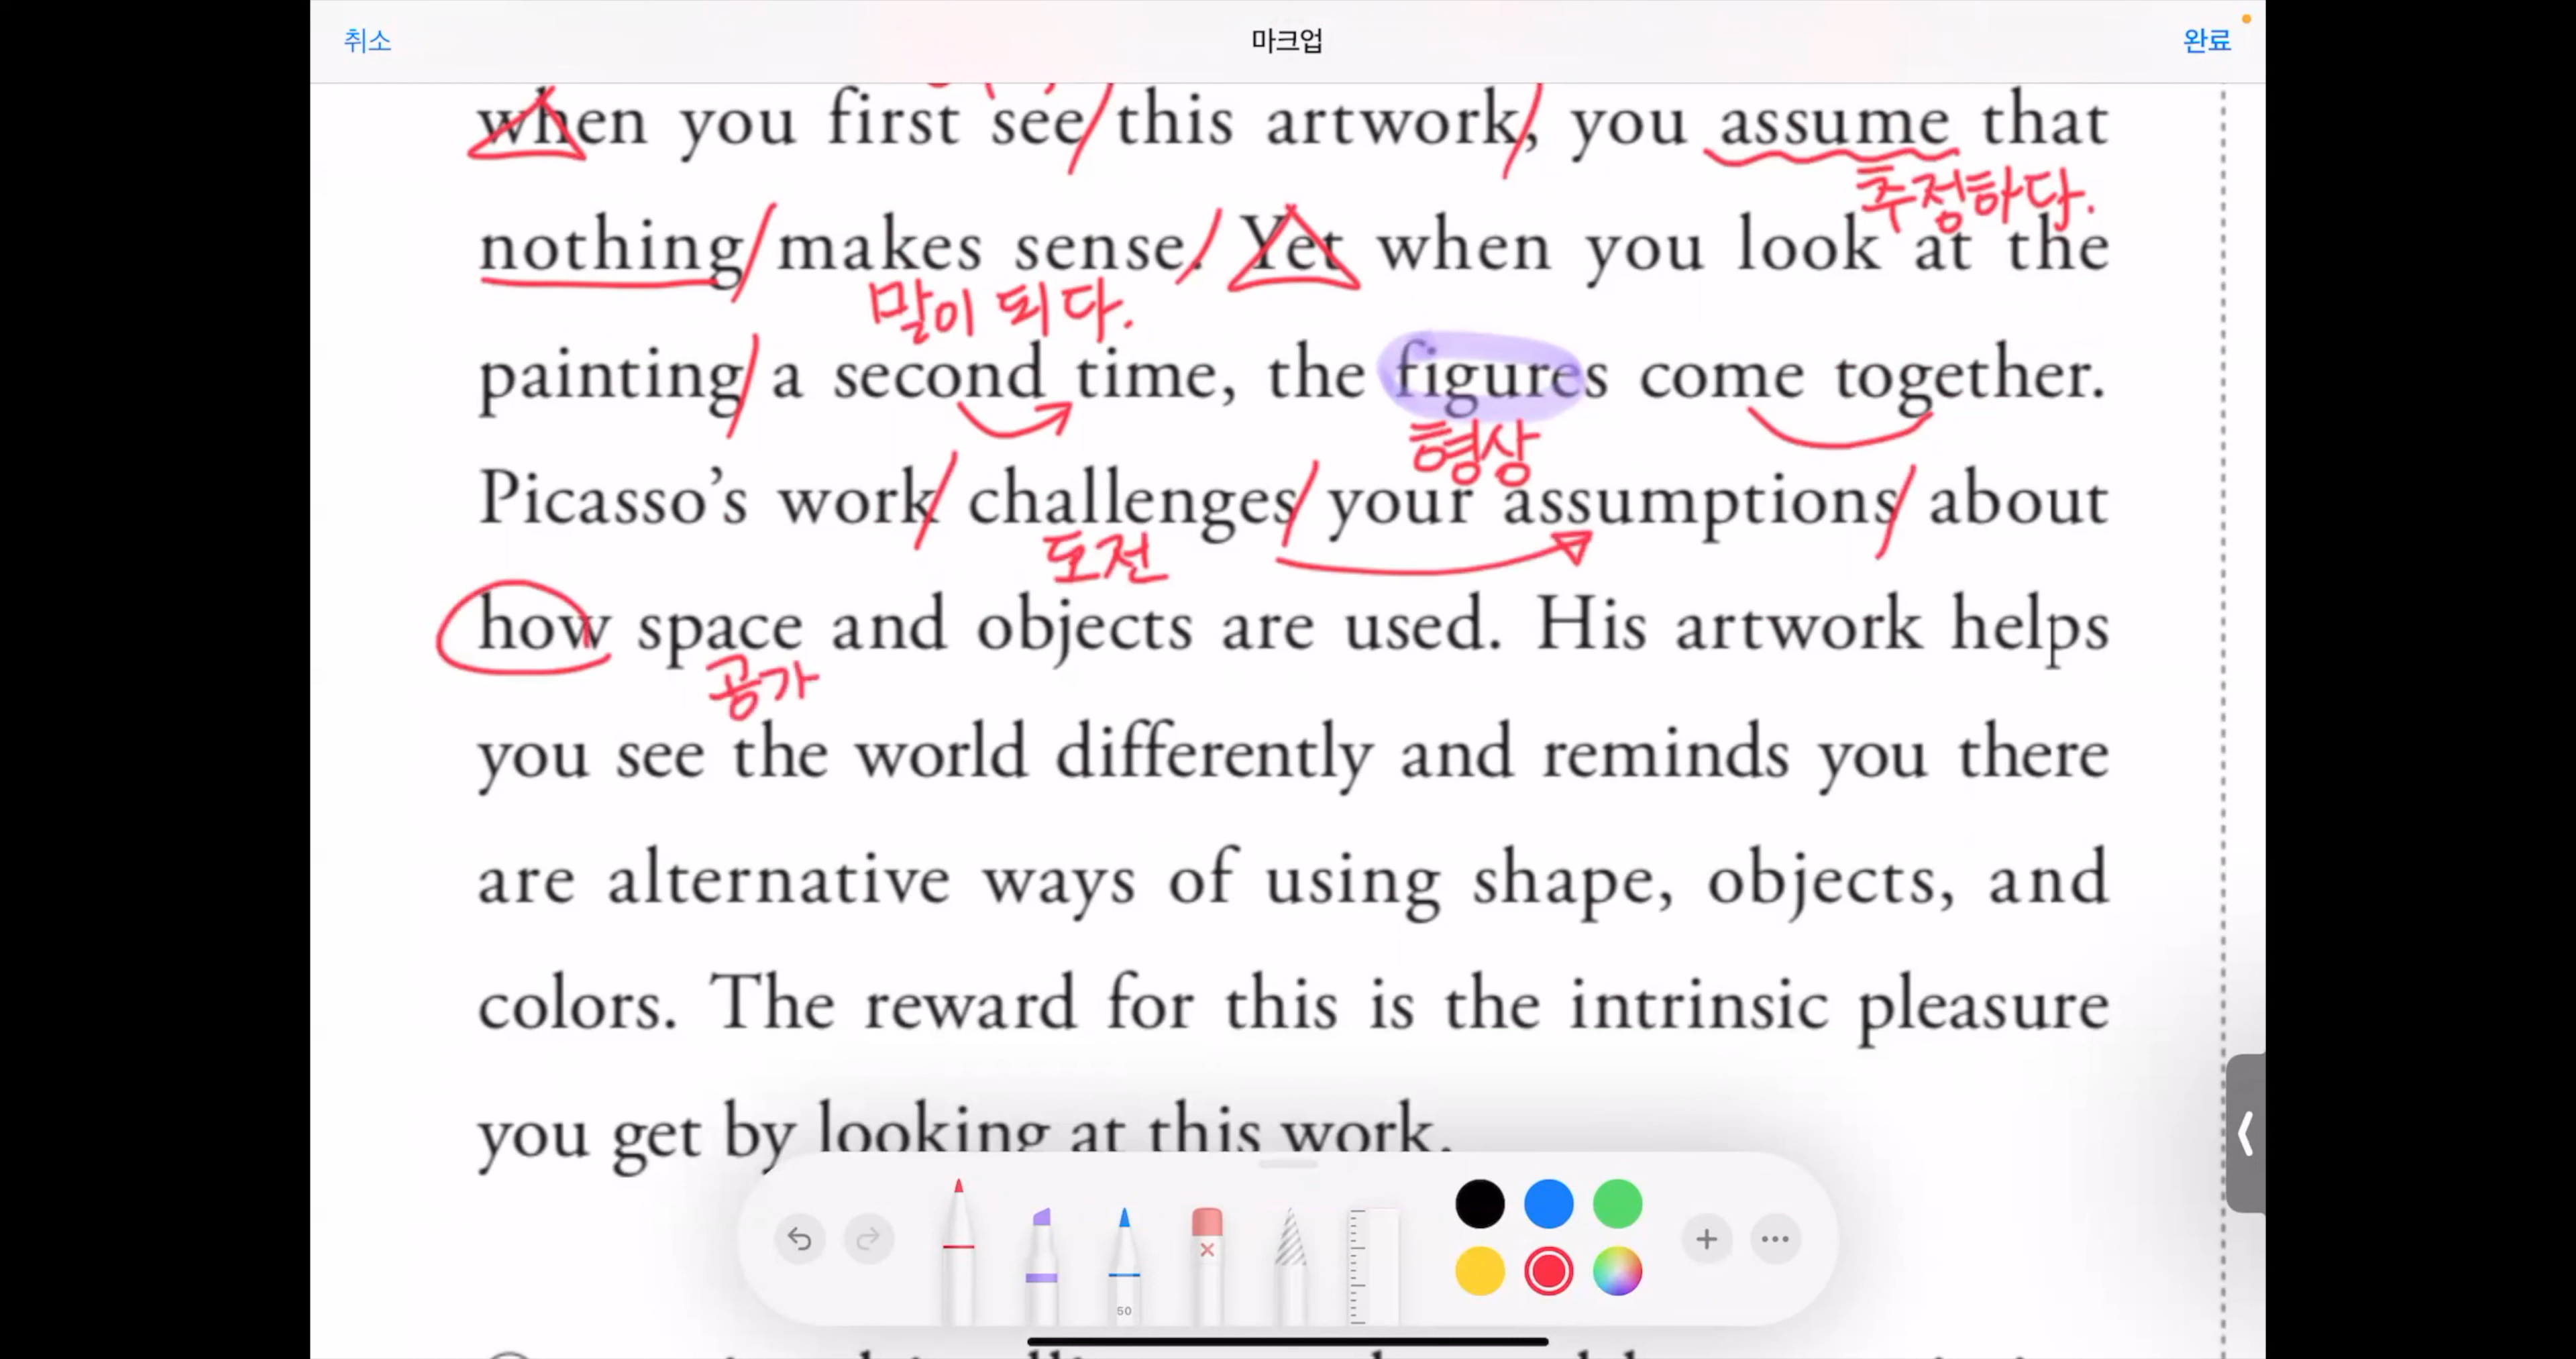 취소 마크업 완료
when you first see this artwork, you assume that
추정하다.
nothing makes sense. Yet when you look at the
말이 되다.
painting a second time, the figures come together.
형상
Picasso's work challenges your assumptions about
도전
how space and objects are used. His artwork helps
공가
you see the world differently and reminds you there
are alternative ways of using shape, objects, and
colors. The reward for this is the intrinsic pleasure
you get by looking at this work.
50